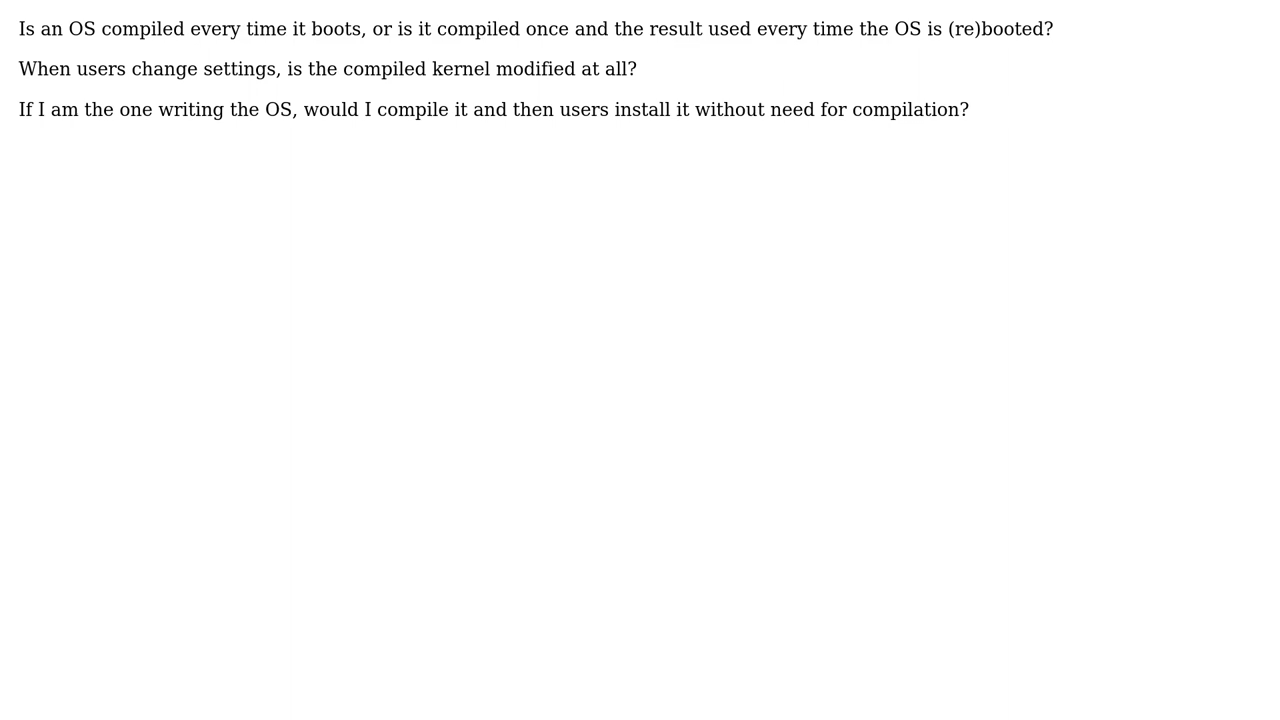 Is an OS compiled every time it boots, or is it compiled once and the result used every time the OS is (re)booted?
When users change settings, is the compiled kernel modified at all?
If I am the one writing the OS, would I compile it and then users install it without need for compilation?